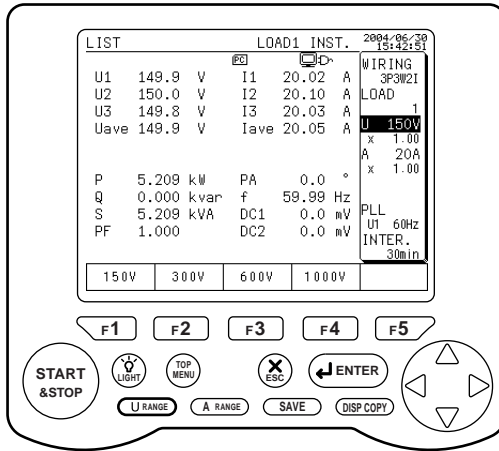 LIST LOAD1 INST. 2004/06/30
15:42:51
PC
U1 149.9 V I1 20.02 A
U2 150.0 V I2 20.10 A
U3 149.8 V I3 20.03 A
Uave 149.9 V Iave 20.05 A
P 5.209 kW PA 0.0 °
Q 0.000 kvar f 59.99 Hz
S 5.209 kVA DC1 0.0 mV
PF 1.000 DC2 0.0 mV
WIRING
3P3W2I
LOAD
1
U 150V
x 1.00
A 20A
x 1.00
PLL
U1 60Hz
INTER.
30min
150V 300V 600V 1000V
F1 F2 F3 F4 F5
START
&STOP
LIGHT
TOP
MENU
ESC
ENTER
U RANGE A RANGE SAVE DISP COPY